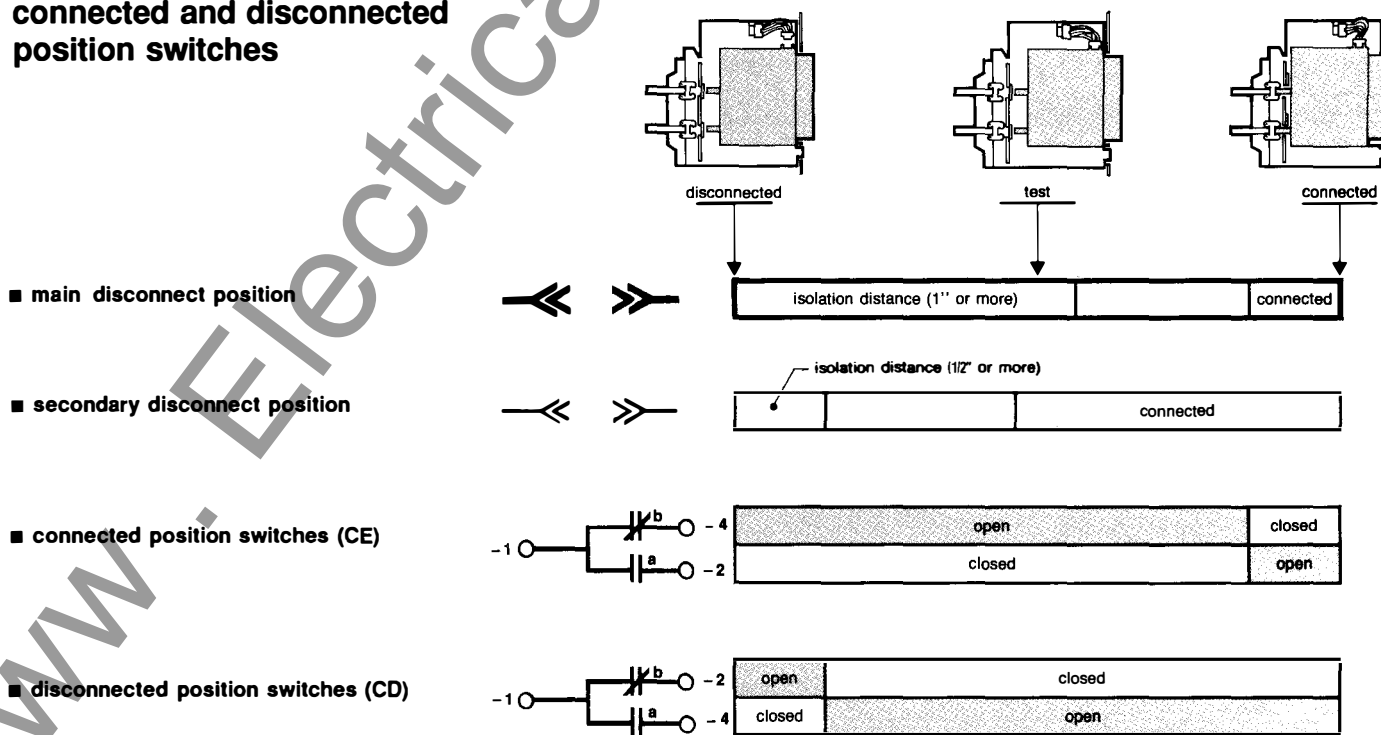 connected and disconnected
position switches
disconnected
test
connected
■ main disconnect position
isolation distance (1'' or more)
connected
isolation distance (1/2" or more)
■ secondary disconnect position
connected
■ connected position switches (CE)
-1
b
-4
open
closed
a
-2
closed
open
■ disconnected position switches (CD)
-1
b
-2
open
closed
a
-4
closed
open
ww . Electrica